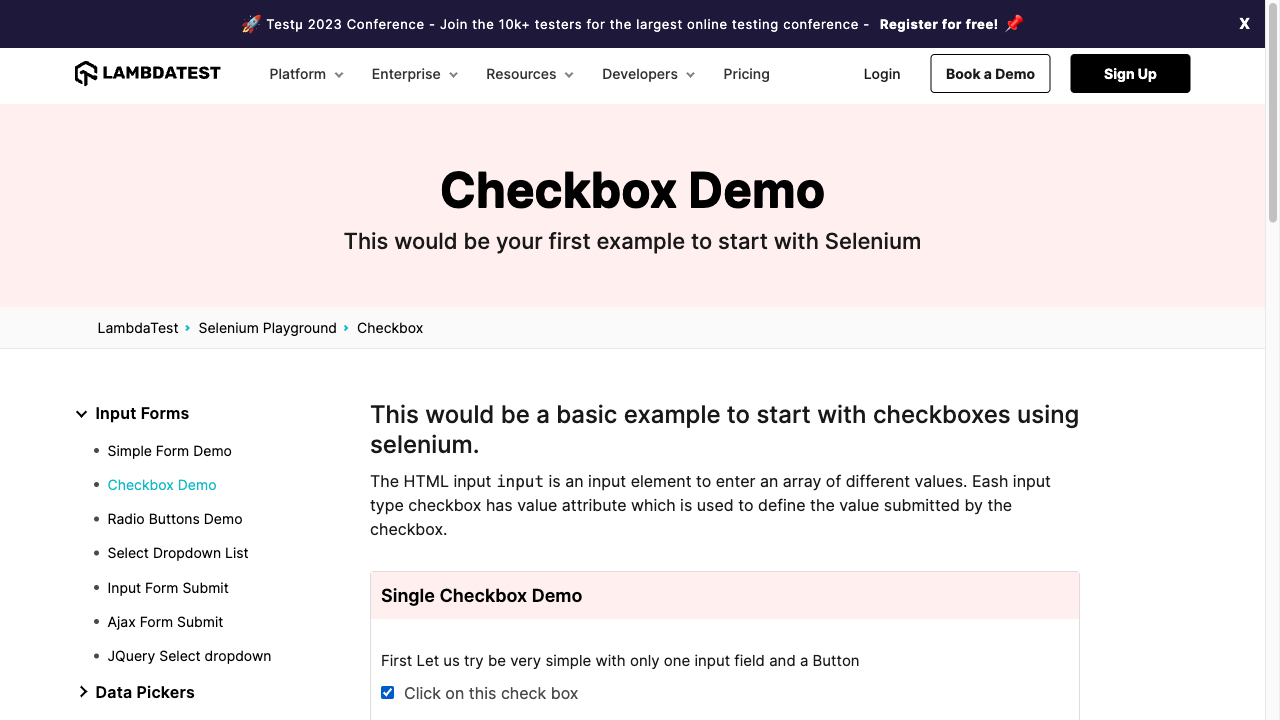 🚀 Testμ 2023 Conference - Join the 10k+ testers for the largest online testing conference - Register for free! 📌 X
LAMBDATEST Platform Enterprise Resources Developers Pricing Login Book a Demo Sign Up
Checkbox Demo
This would be your first example to start with Selenium
LambdaTest › Selenium Playground › Checkbox
Input Forms
• Simple Form Demo
• Checkbox Demo
• Radio Buttons Demo
• Select Dropdown List
• Input Form Submit
• Ajax Form Submit
• JQuery Select dropdown
Data Pickers
This would be a basic example to start with checkboxes using
selenium.
The HTML input input is an input element to enter an array of different values. Eash input
type checkbox has value attribute which is used to define the value submitted by the
checkbox.
Single Checkbox Demo
First Let us try be very simple with only one input field and a Button
Click on this check box